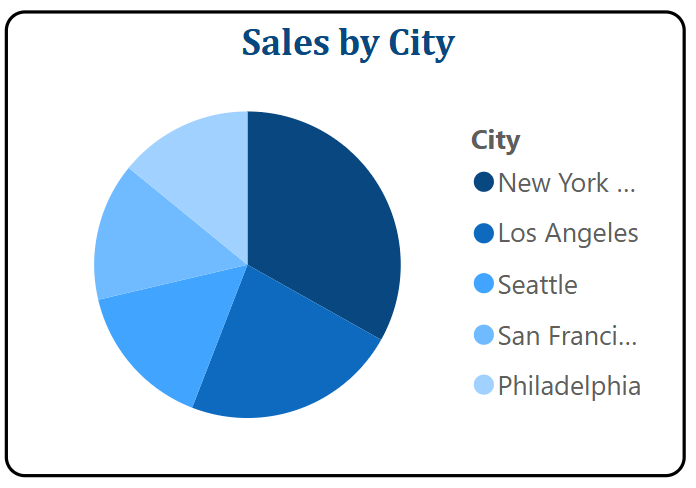 Sales by City
City
New York ...
Los Angeles
Seattle
San Franci...
Philadelphia